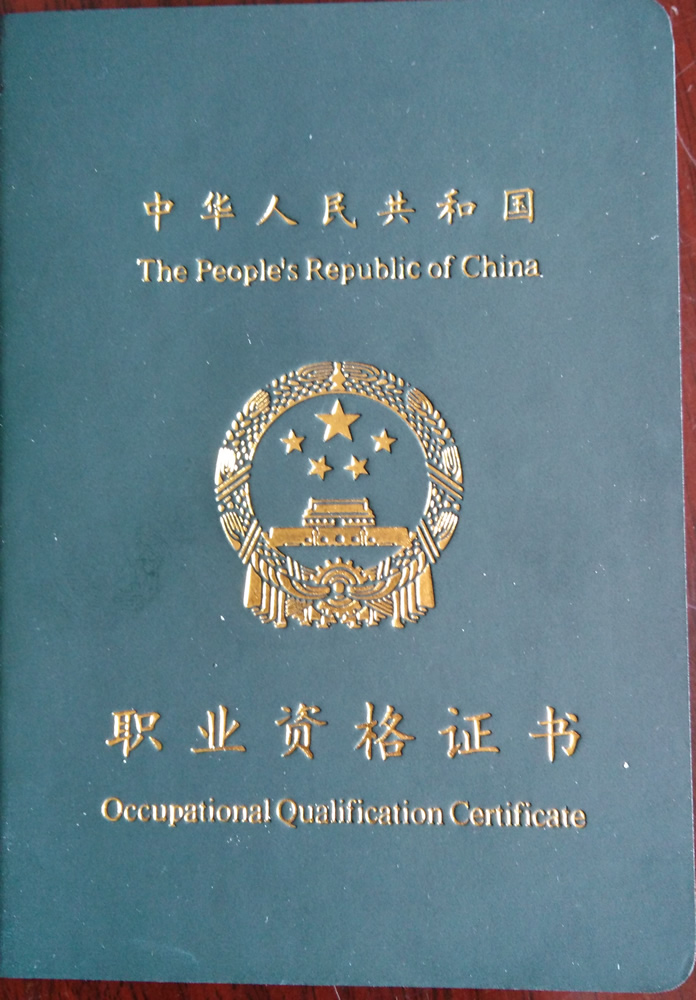 中华人民共和国
The People's Republic of China
职业资格证书
Occupational Qualification Certificate